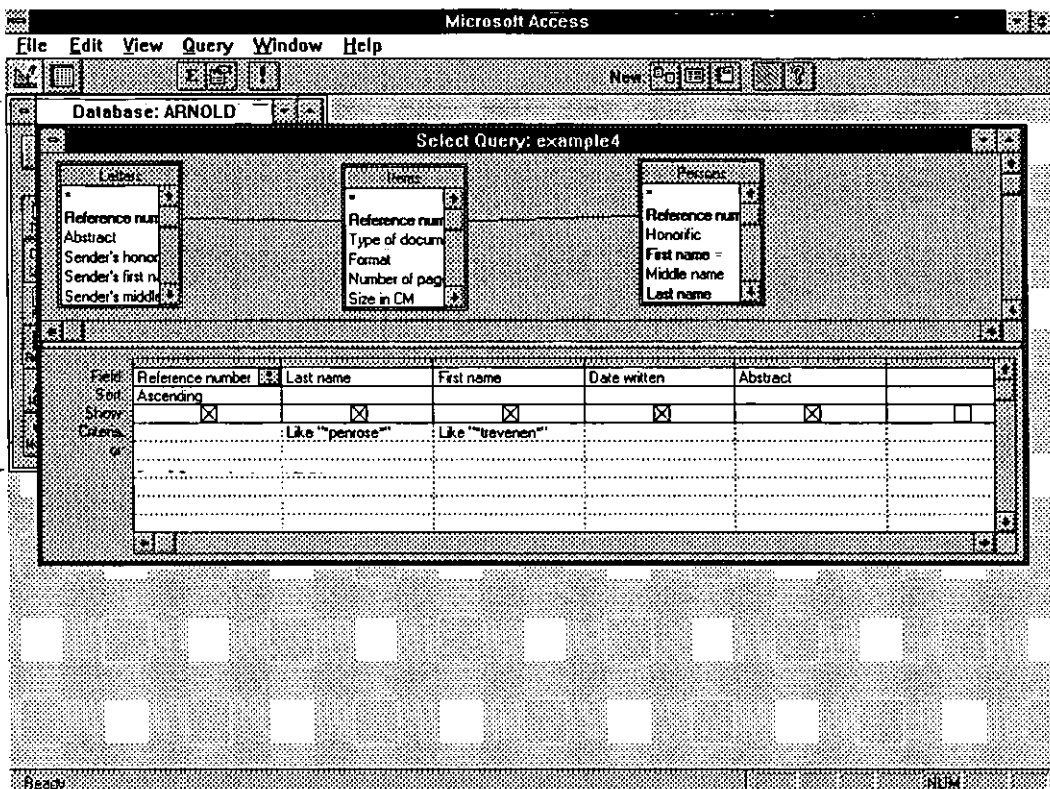 Microsoft Access
File Edit View Query Window Help
New
Database: ARNOLD
Select Query: example4
Letters
*
Reference num
Abstract
Sender's honor
Sender's first n
Sender's middle
Items
*
Reference num
Type of docum
Format
Number of pag
Size in CM
Persons
*
Reference num
Honorific
First name =
Middle name
Last name
Field: Reference number Last name First name Date written Abstract
Sort: Ascending
Show:
Criteria: Like "*penrose*" Like "*trevenen*"
or:
Ready NUM